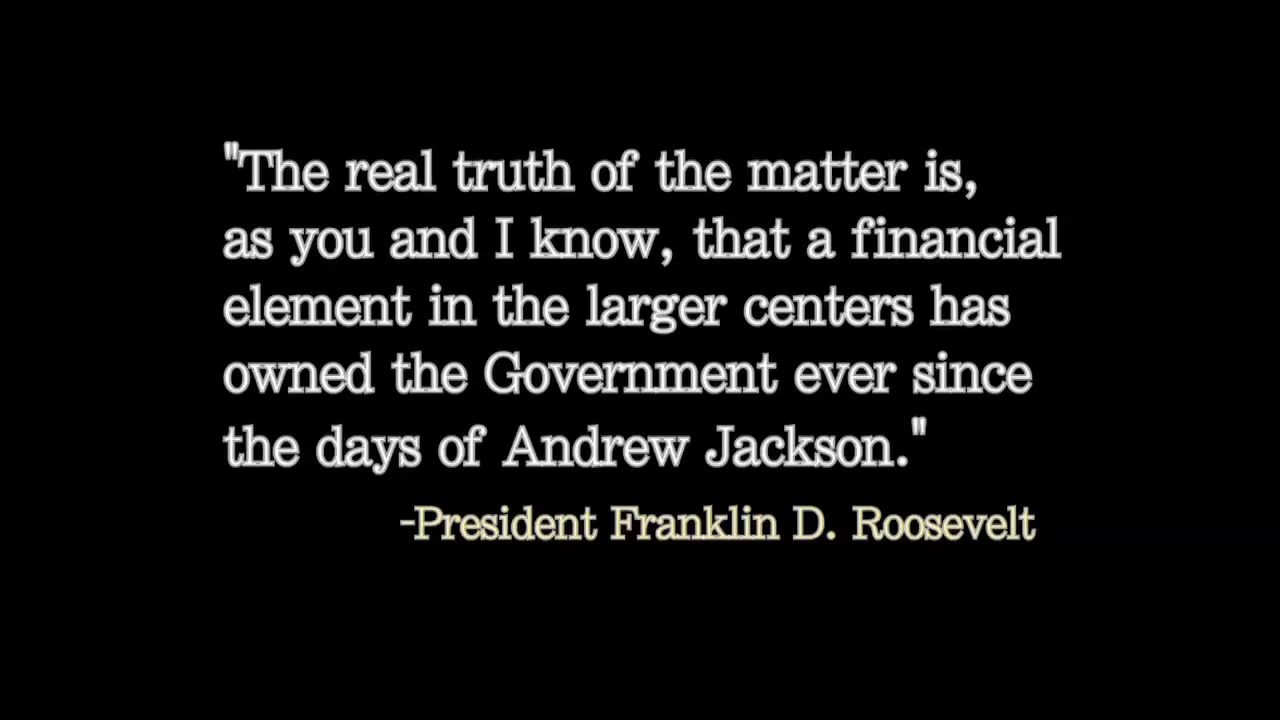 "The real truth of the matter is,
as you and I know, that a financial
element in the larger centers has
owned the Government ever since
the days of Andrew Jackson."
-President Franklin D. Roosevelt